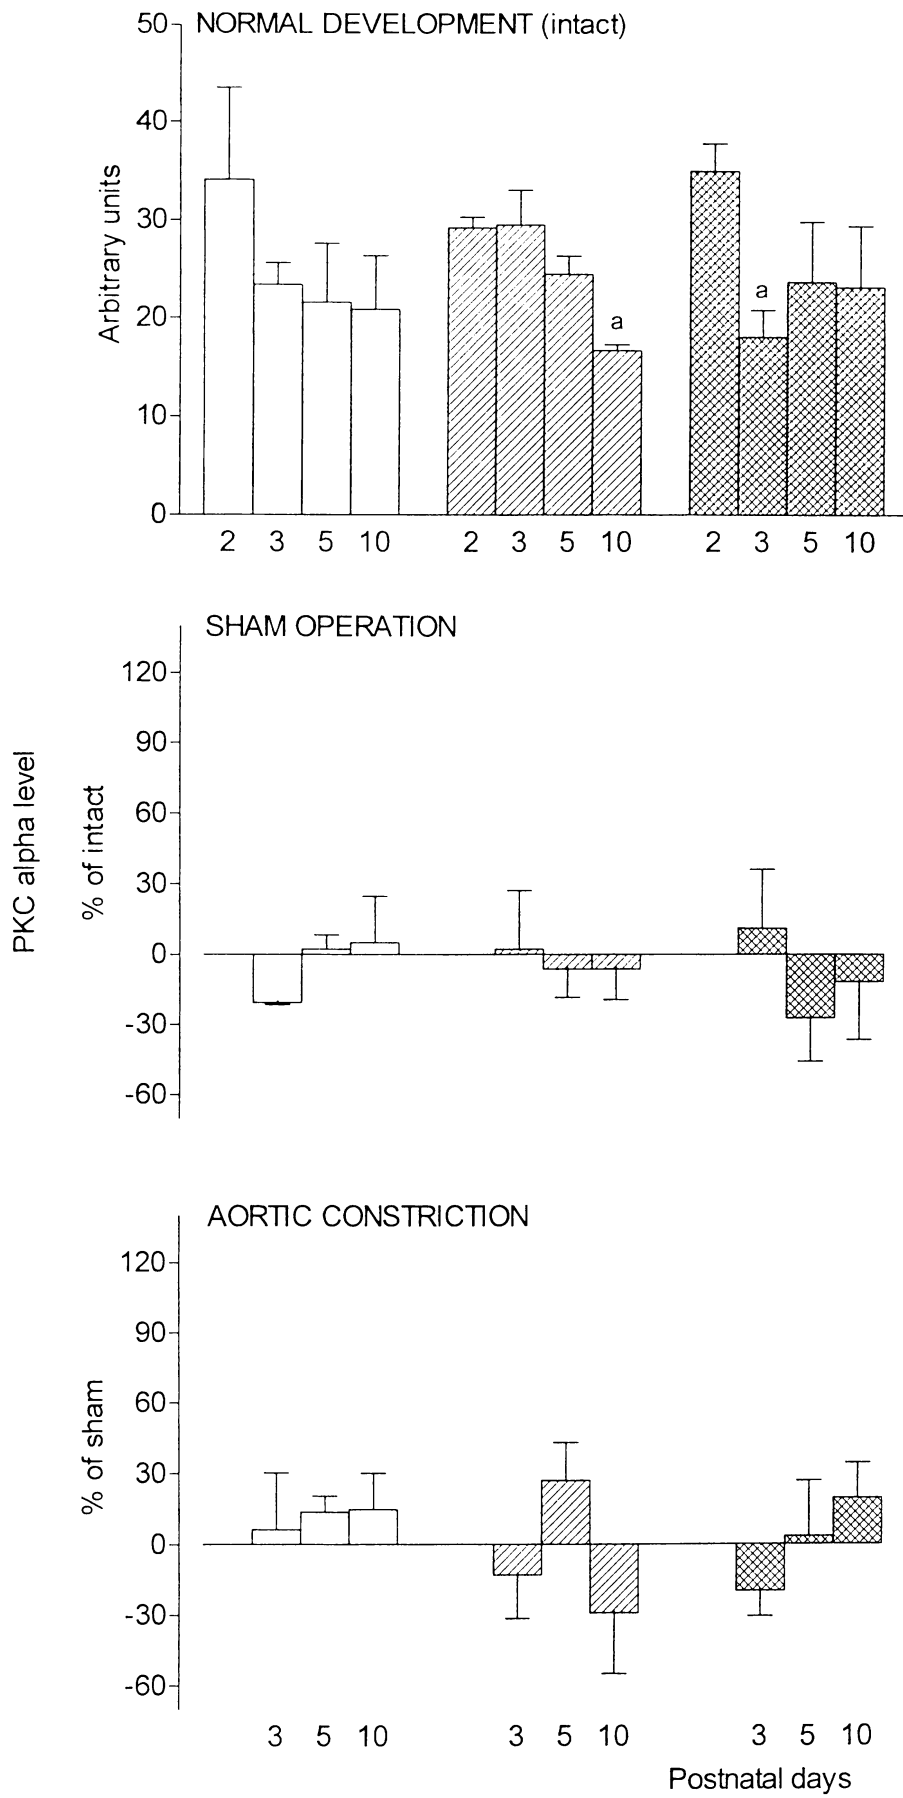 NORMAL DEVELOPMENT (intact)
50
40
30
20
10
0
Arbitrary units
a
a
2 3 5 10 2 3 5 10 2 3 5 10
SHAM OPERATION
120
90
60
30
0
-30
-60
PKC alpha level
% of intact
AORTIC CONSTRICTION
120
90
60
30
0
-30
-60
% of sham
3 5 10 3 5 10 3 5 10
Postnatal days